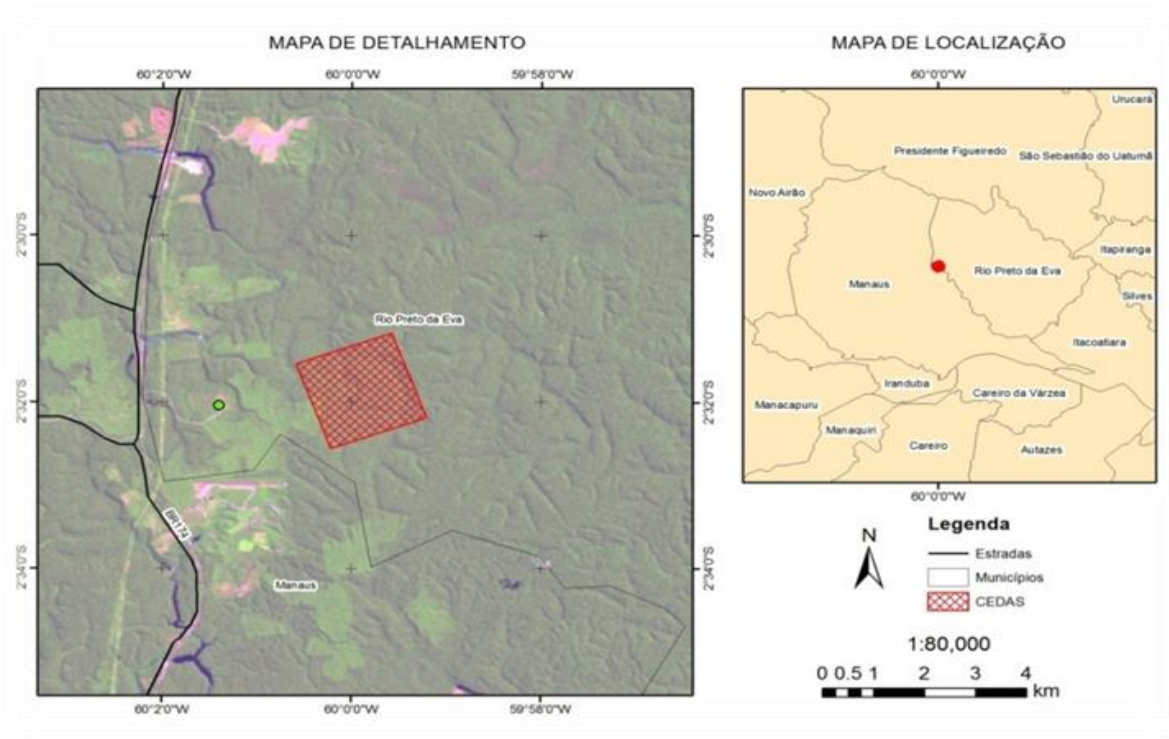 MAPA DE DETALHAMENTO
60°2'0"W
60°0'0"W
59°58'0"W
2°30'0"S
2°32'0"S
2°34'0"S
2°30'0"S
2°32'0"S
2°34'0"S
Rio Preto da Eva
BR174
Manaus
60°2'0"W
60°0'0"W
59°58'0"W
MAPA DE LOCALIZAÇÃO
60°0'0"W
Urucará
Presidente Figueiredo
São Sebastião do Uatumã
Novo Airão
Itapiranga
Rio Preto da Eva
Manaus
Silves
Itacoatiara
Iranduba
Careiro da Várzea
Manacapuru
Manaquiri
Careiro
Autazes
60°0'0"W
N
Legenda
Estradas
Municípios
CEDAS
1:80,000
0 0.5 1 2 3 4
km